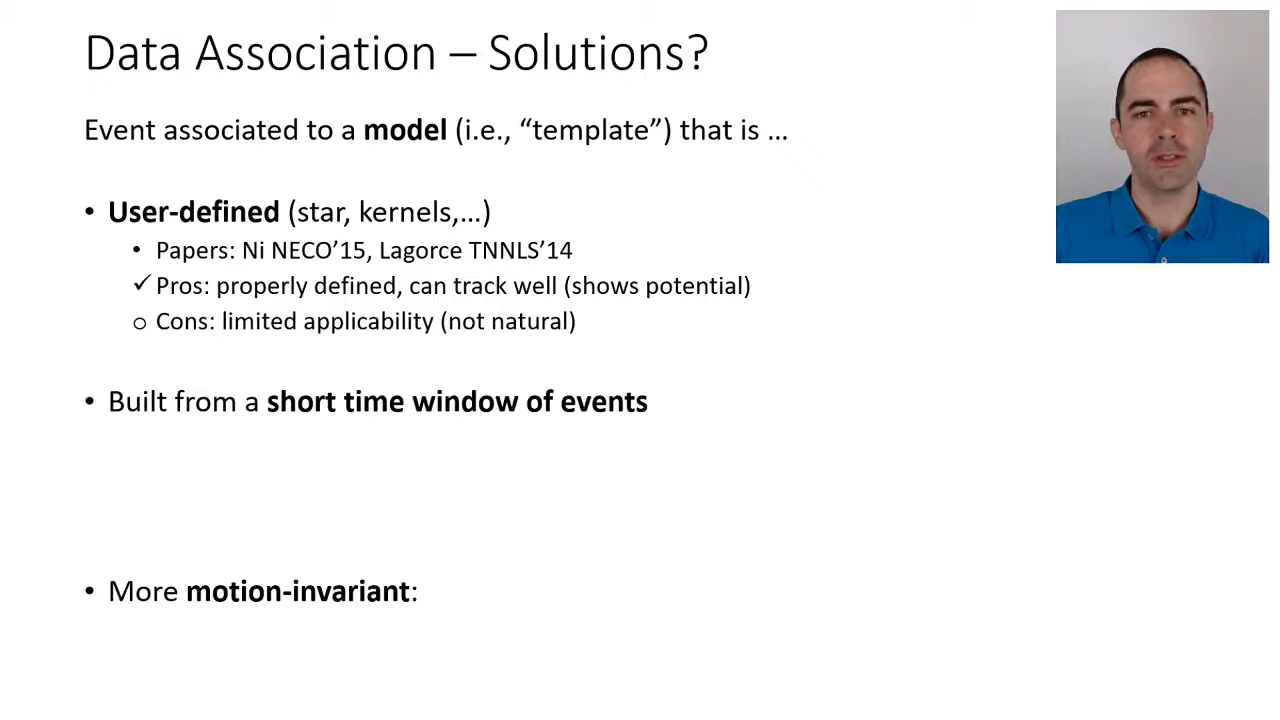 Data Association – Solutions?
Event associated to a model (i.e., “template”) that is …
• User-defined (star, kernels,…)
• Papers: Ni NECO’15, Lagorce TNNLS’14
✓ Pros: properly defined, can track well (shows potential)
o Cons: limited applicability (not natural)
• Built from a short time window of events
• More motion-invariant: